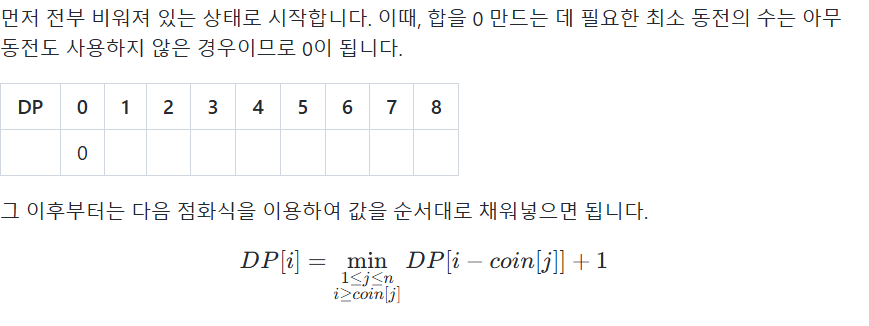 먼저 전부 비워져 있는 상태로 시작합니다. 이때, 합을 0 만드는 데 필요한 최소 동전의 수는 아무
동전도 사용하지 않은 경우이므로 0이 됩니다.
DP 0 1 2 3 4 5 6 7 8
0
그 이후부터는 다음 점화식을 이용하여 값을 순서대로 채워넣으면 됩니다.
DP[i] = min DP[i − coin[j]] + 1
1≤j≤n
i≥coin[j]